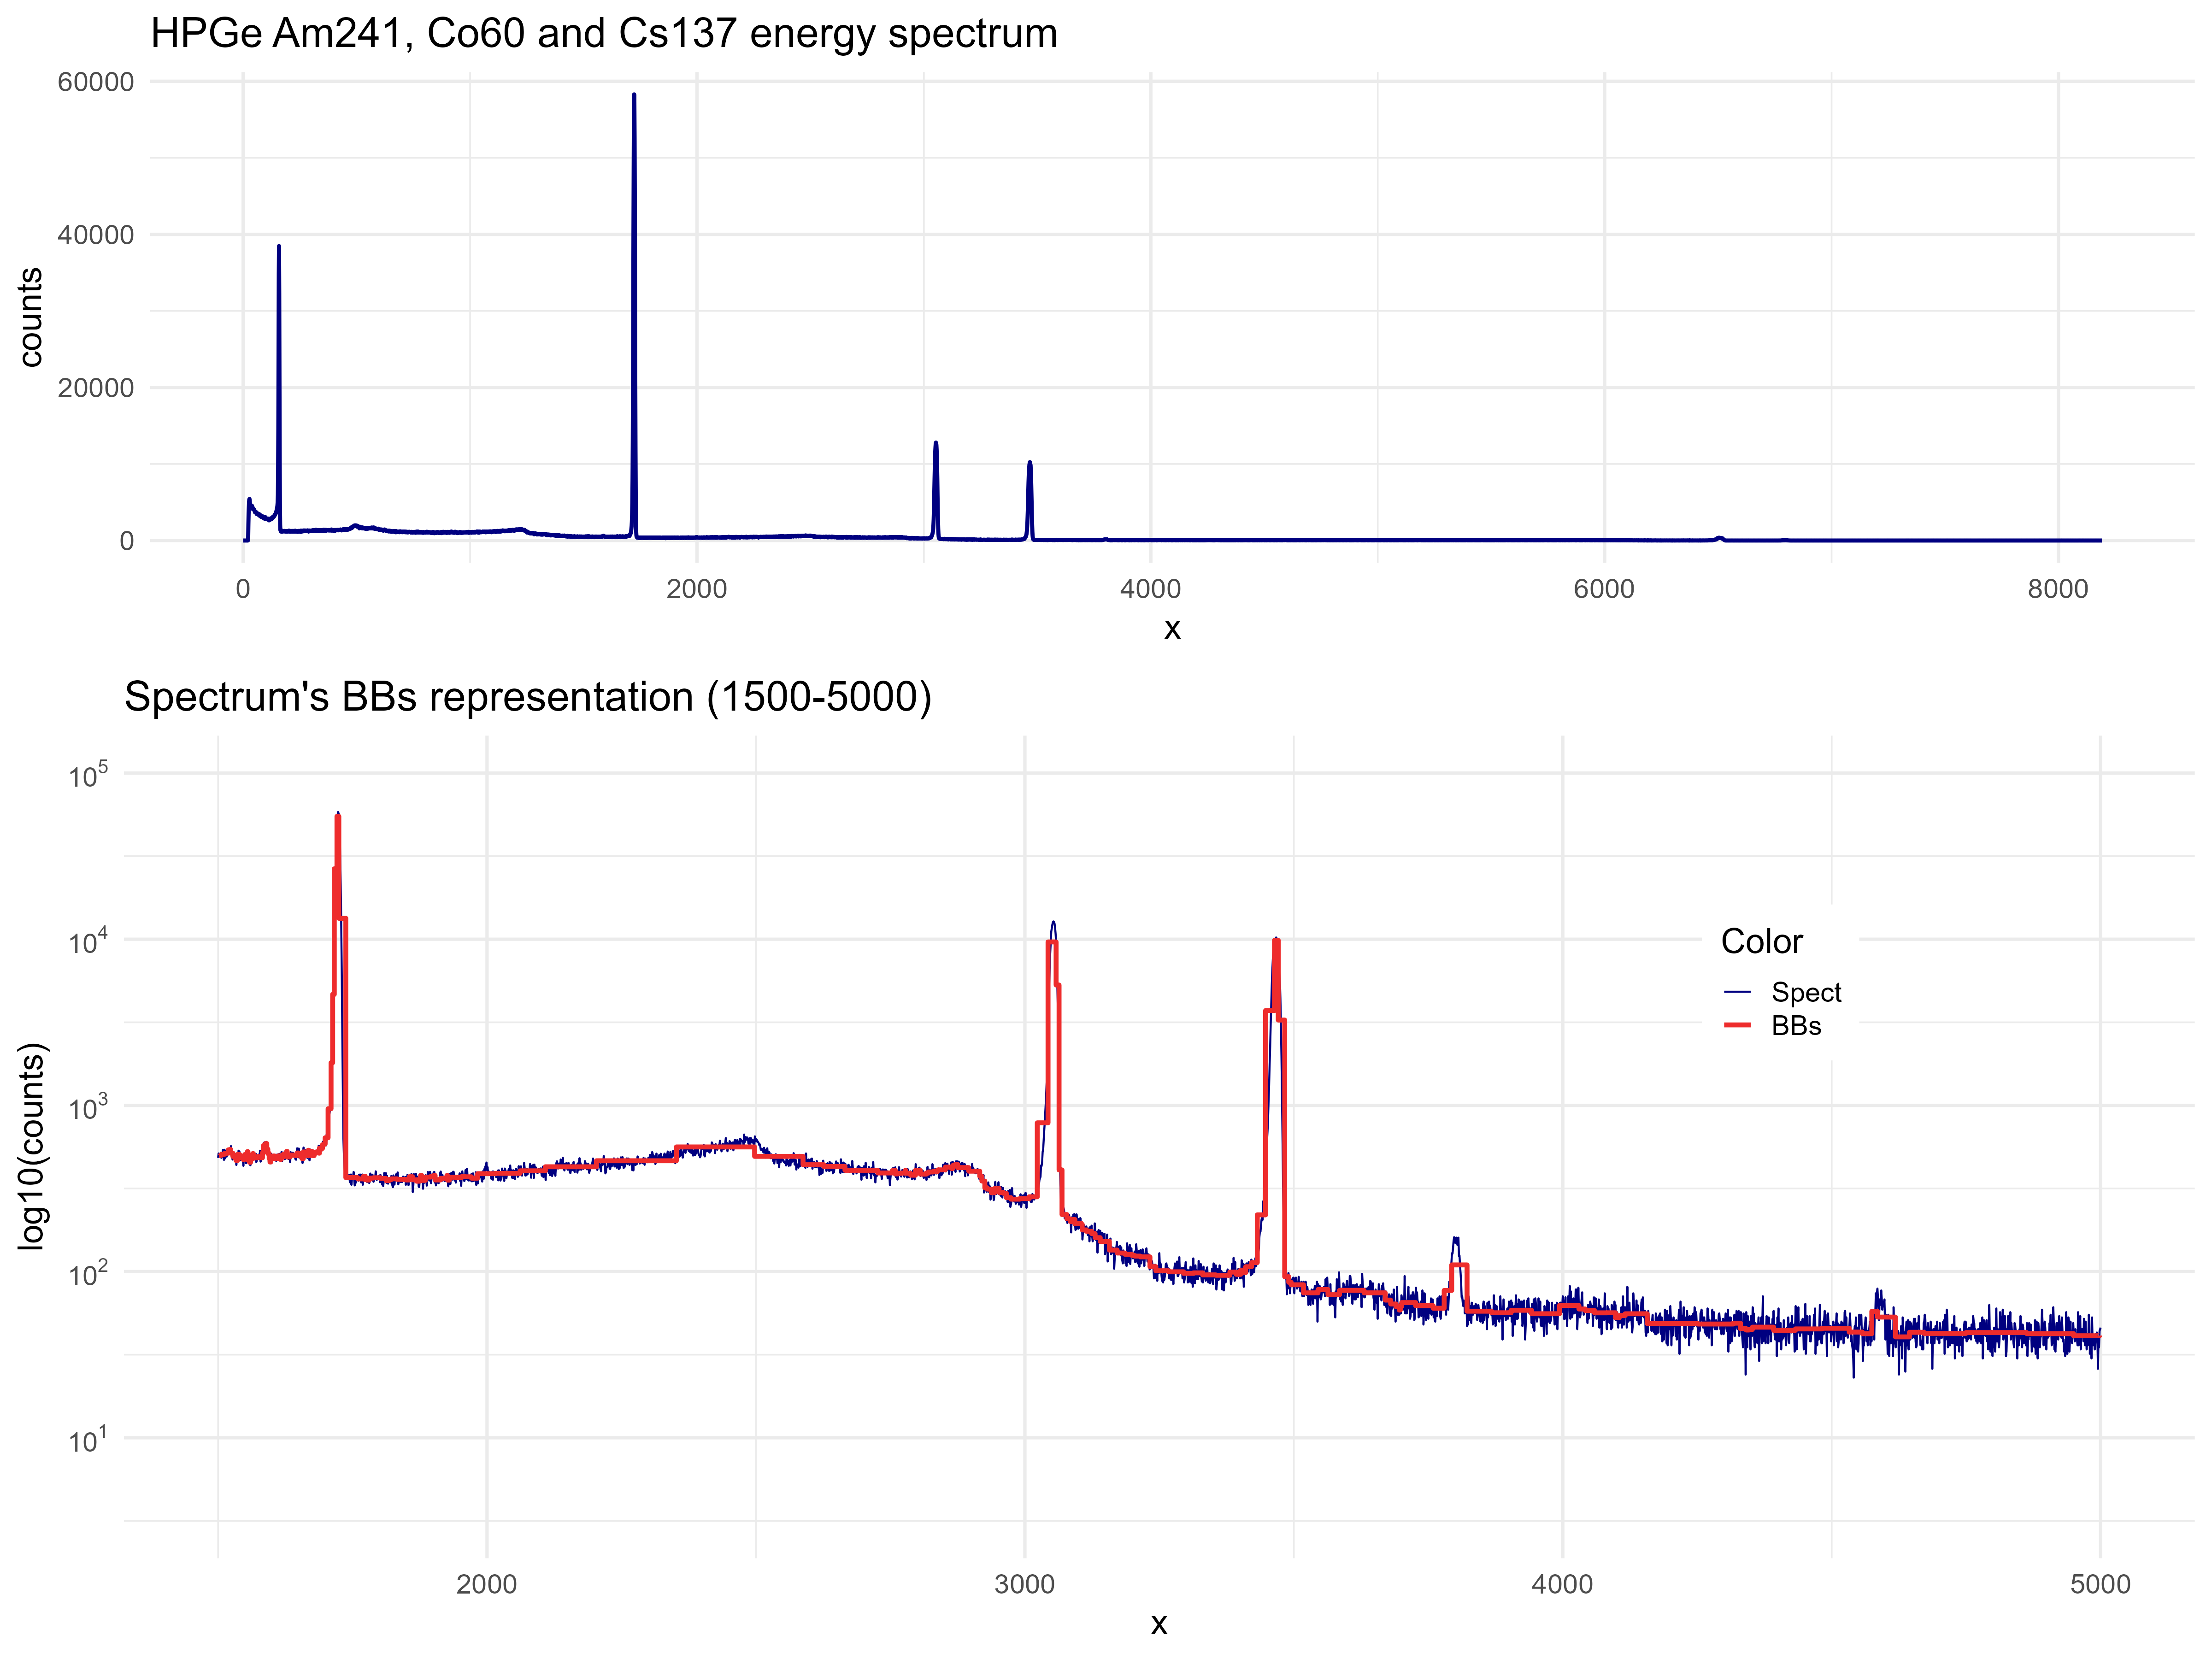 HPGe Am241, Co60 and Cs137 energy spectrum
60000
40000
20000
0
counts
0 2000 4000 6000 8000
x
Spectrum's BBs representation (1500-5000)
10^5
10^4
10^3
10^2
10^1
log10(counts)
Color
Spect
BBs
2000 3000 4000 5000
x